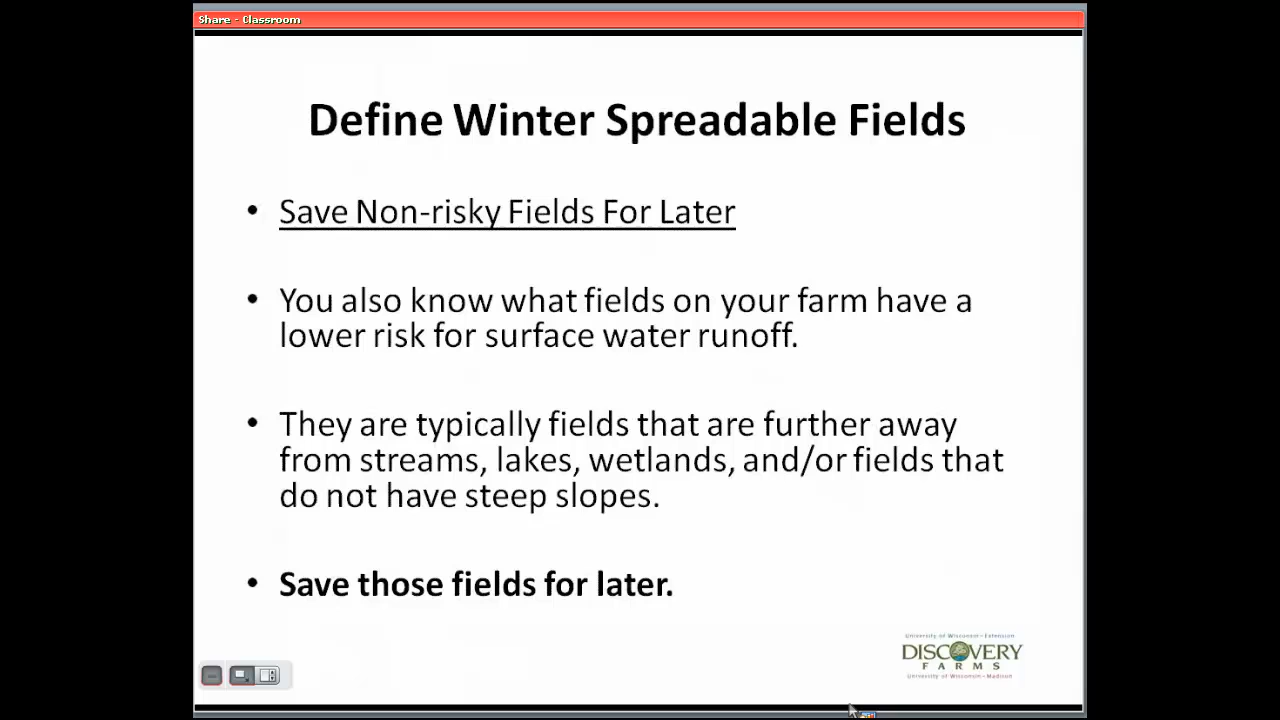 Share - Classroom
Define Winter Spreadable Fields
• Save Non-risky Fields For Later
• You also know what fields on your farm have a
lower risk for surface water runoff.
• They are typically fields that are further away
from streams, lakes, wetlands, and/or fields that
do not have steep slopes.
• Save those fields for later.
University of Wisconsin–Extension
DISCOVERY
FARMS
University of Wisconsin–Madison